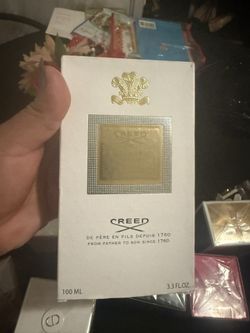 CREED
DE PÈRE EN FILS DEPUIS 1760
FROM FATHER TO SON SINCE 1760
100 ML 3.3 FL.OZ.